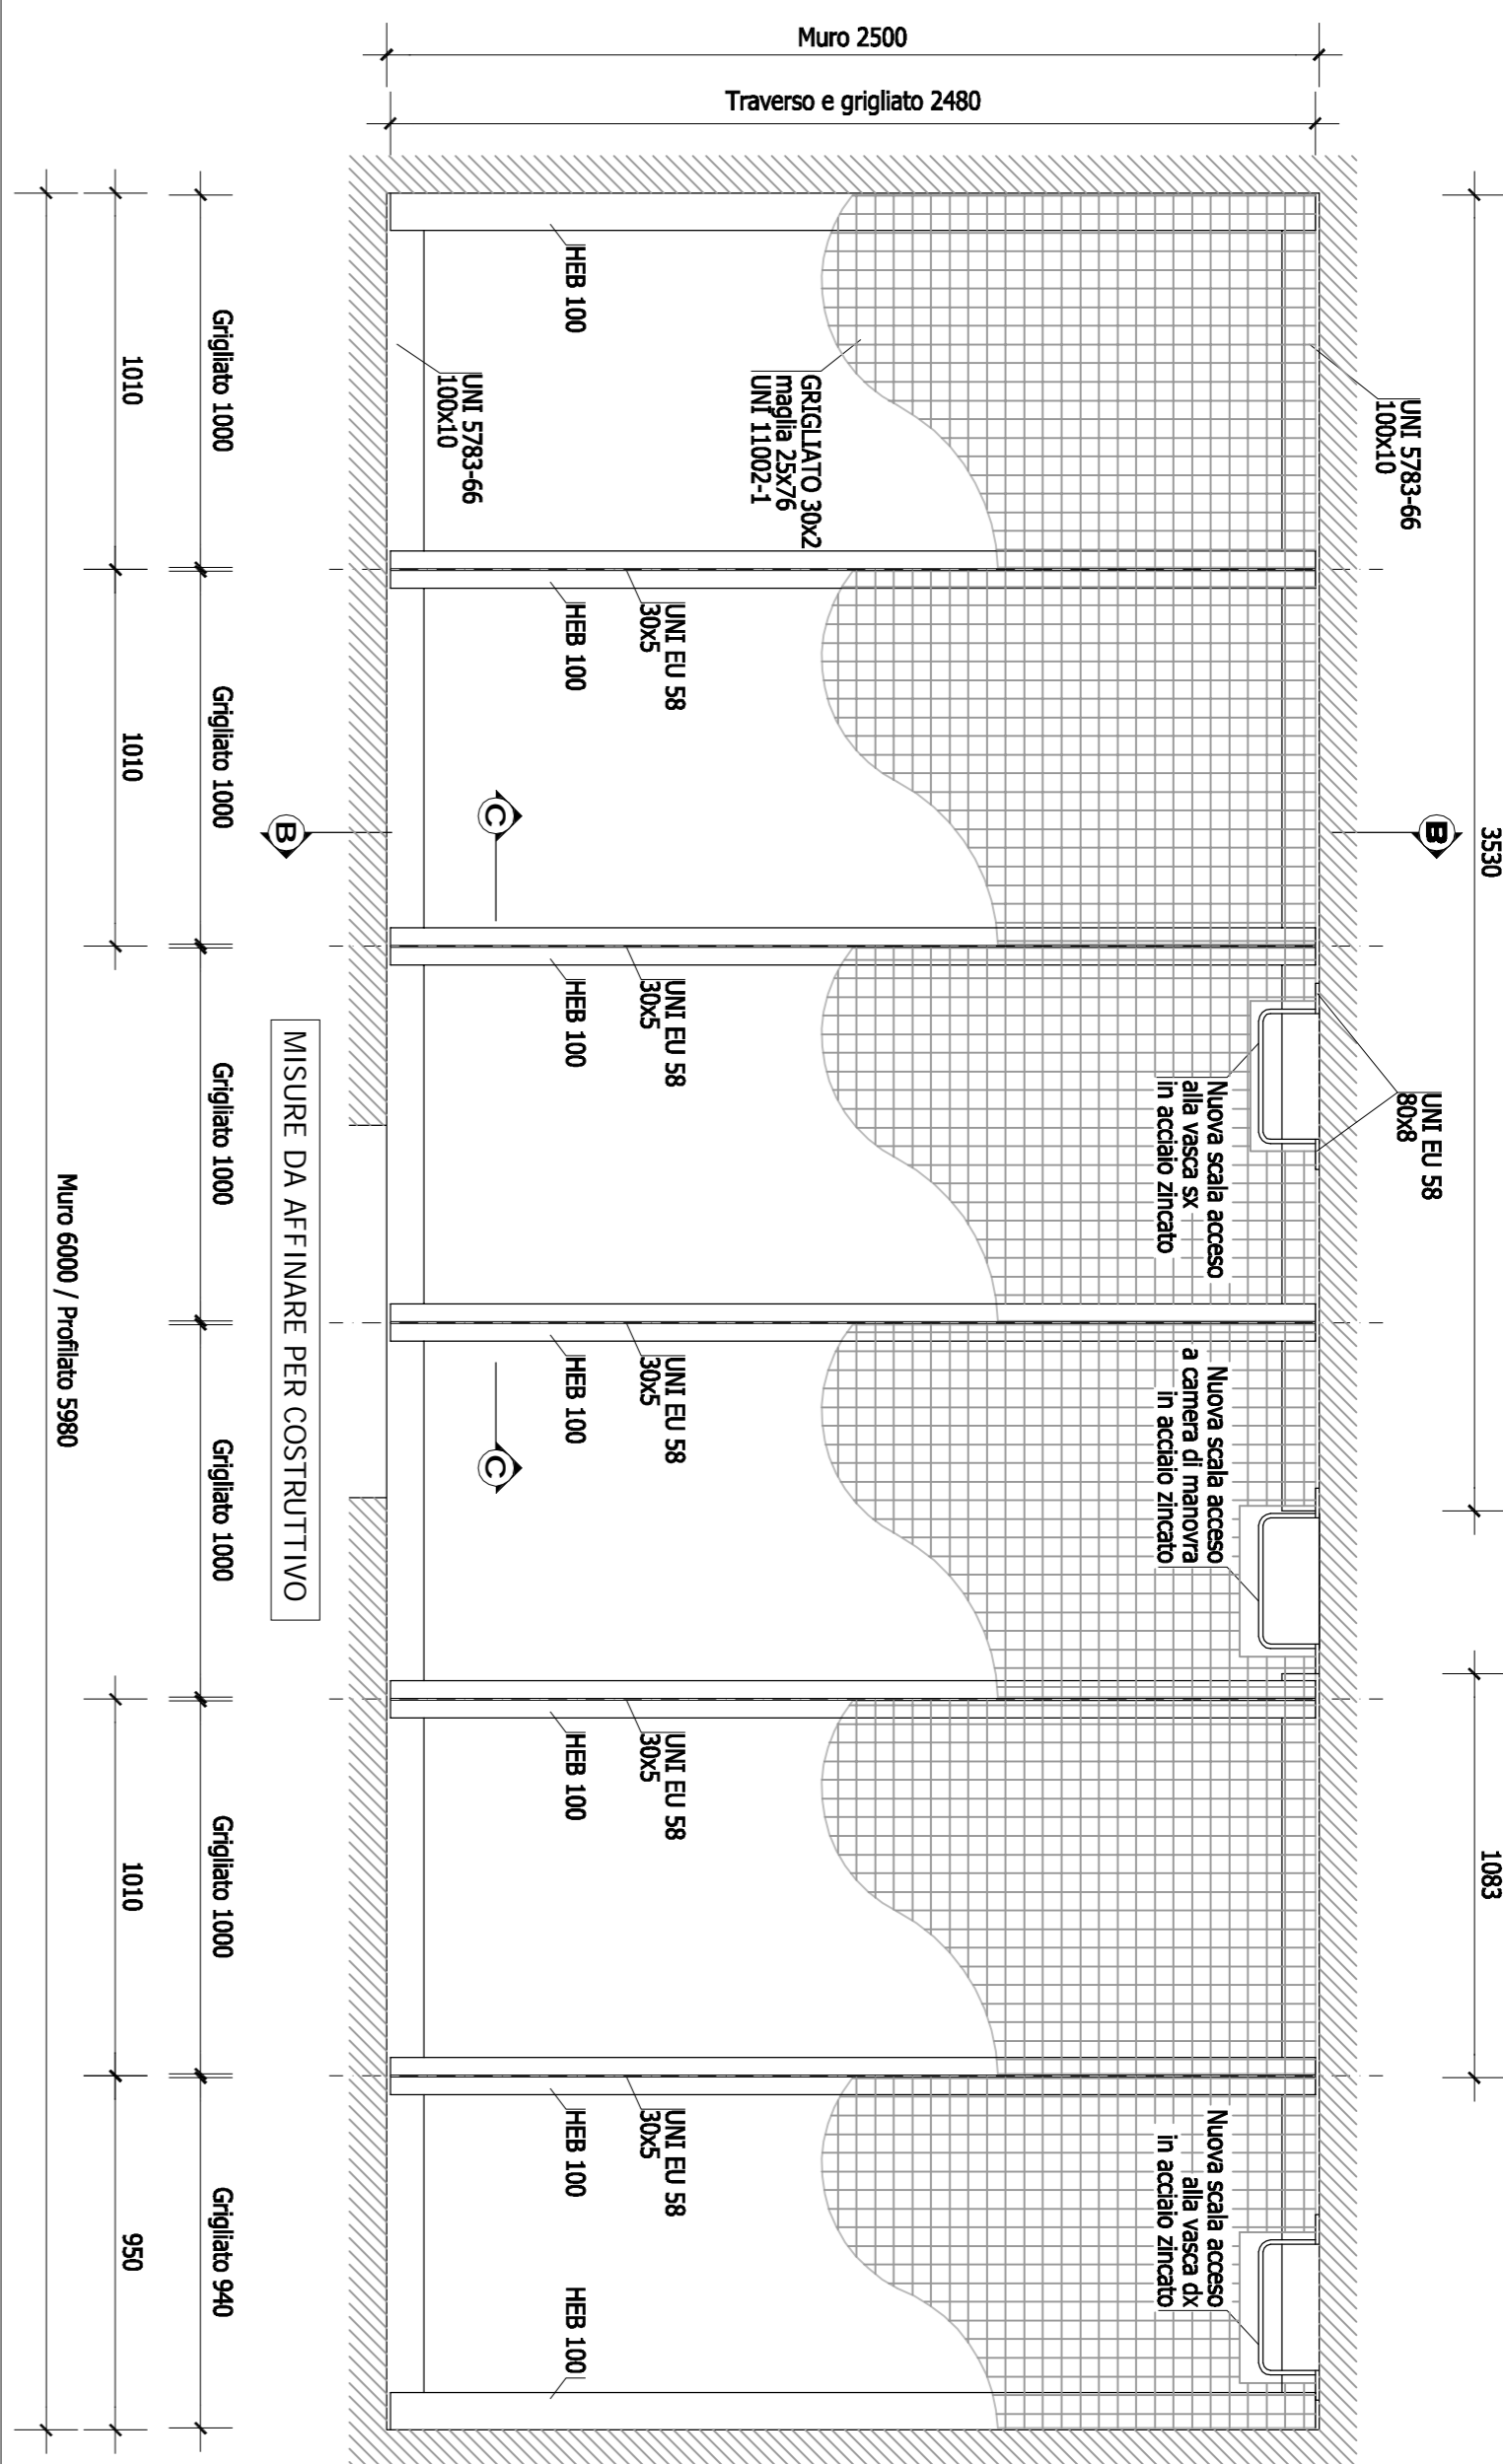 3530
1083
UNI 5783-66
100x10
UNI EU 58
80x8
B
Nuova scala acceso
alla vasca sx
in acciaio zincato
Nuova scala acceso
a camera di manovra
in acciaio zincato
Nuova scala acceso
alla vasca dx
in acciaio zincato
Muro 2500
Traverso e grigliato 2480
GRIGLIATO 30x2
maglia 25x76
UNI 11002-1
UNI EU 58
30x5
UNI EU 58
30x5
UNI EU 58
30x5
UNI EU 58
30x5
UNI EU 58
30x5
HEB 100
HEB 100
HEB 100
HEB 100
HEB 100
HEB 100
HEB 100
C
C
UNI 5783-66
100x10
B
MISURE DA AFFINARE PER COSTRUTTIVO
Grigliato 1000
Grigliato 1000
Grigliato 1000
Grigliato 1000
Grigliato 1000
Grigliato 940
1010
1010
1010
950
Muro 6000 / Profilato 5980